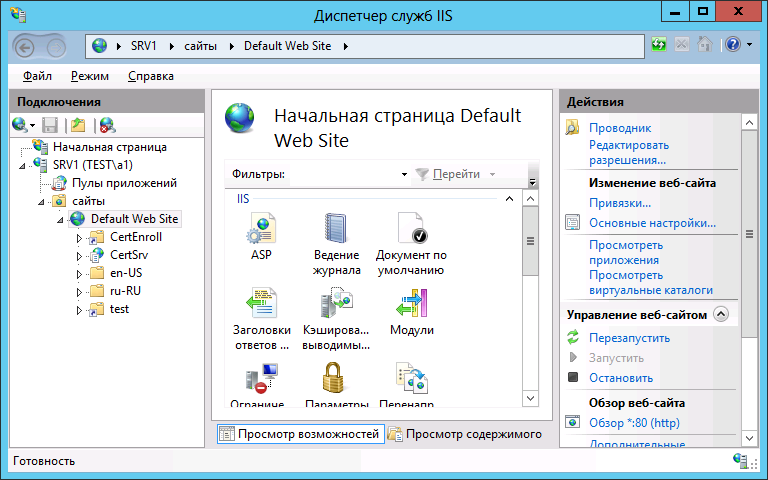 Диспетчер служб IIS
SRV1 сайты Default Web Site
Файл Режим Справка
Подключения
Начальная страница
SRV1 (TEST\a1)
Пулы приложений
сайты
Default Web Site
CertEnroll
CertSrv
en-US
ru-RU
test
Начальная страница Default
Web Site
Фильтры: Перейти
IIS
ASP
Ведение
журнала
Документ по
умолчанию
Заголовки
ответов ...
Кэширова...
выводимы...
Модули
Ограниче...
Параметры
Перенапр...
Просмотр возможностей Просмотр содержимого
Действия
Проводник
Редактировать
разрешения...
Изменение веб-сайта
Привязки...
Основные настройки...
Просмотреть
приложения
Просмотреть
виртуальные каталоги
Управление веб-сайтом
Перезапустить
Запустить
Остановить
Обзор веб-сайта
Обзор *:80 (http)
Дополнительные
Готовность